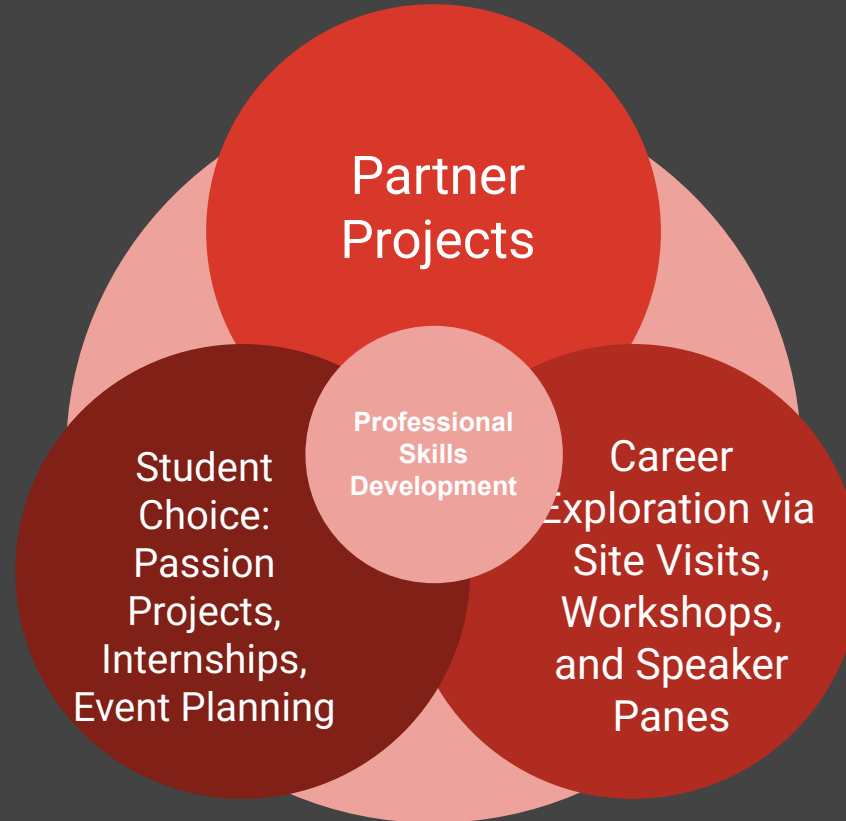 Partner
Projects
Professional
Skills
Development
Student
Choice:
Passion
Projects,
Internships,
Event Planning
Career
Exploration via
Site Visits,
Workshops,
and Speaker
Panes